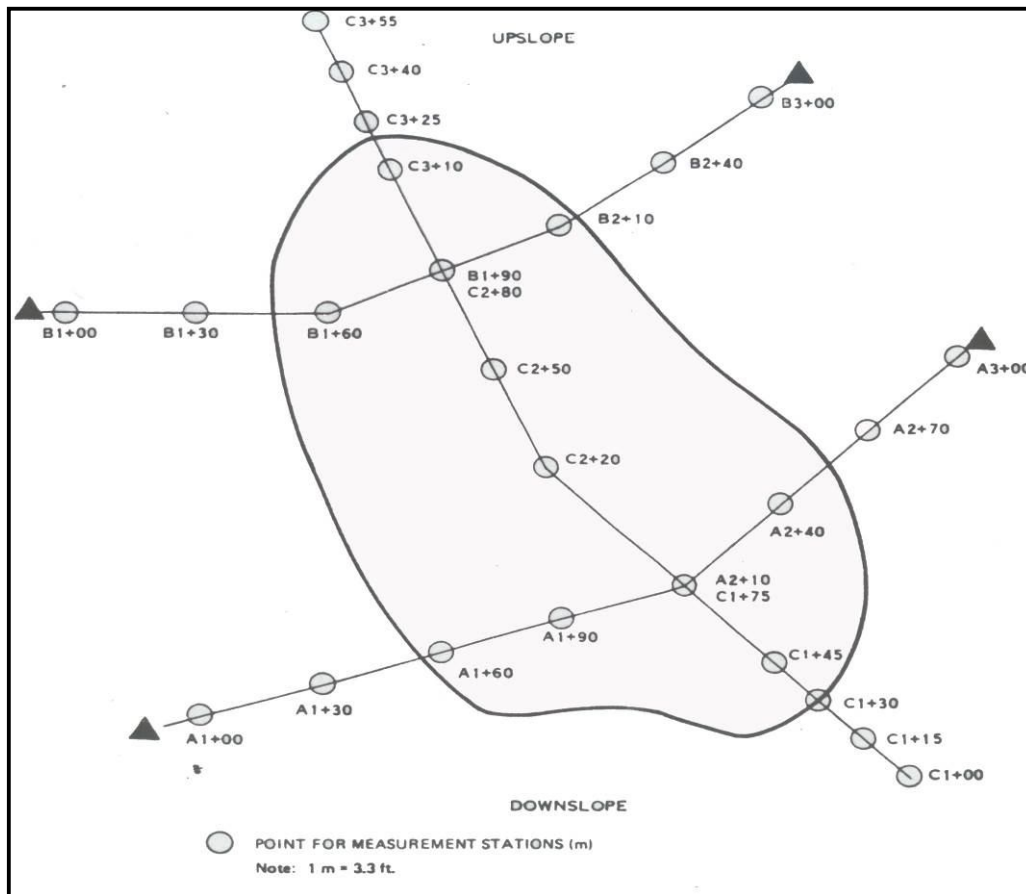 C3+55
UPSLOPE
C3+40
B3+00
C3+25
C3+10
B2+40
B2+10
B1+90
C2+80
B1+00
B1+30
B1+60
A3+00
C2+50
A2+70
C2+20
A2+40
A2+10
C1+75
A1+90
A1+60
C1+45
A1+30
C1+30
A1+00
C1+15
C1+00
DOWNSLOPE
POINT FOR MEASUREMENT STATIONS (m)
Note: 1 m = 3.3 ft.